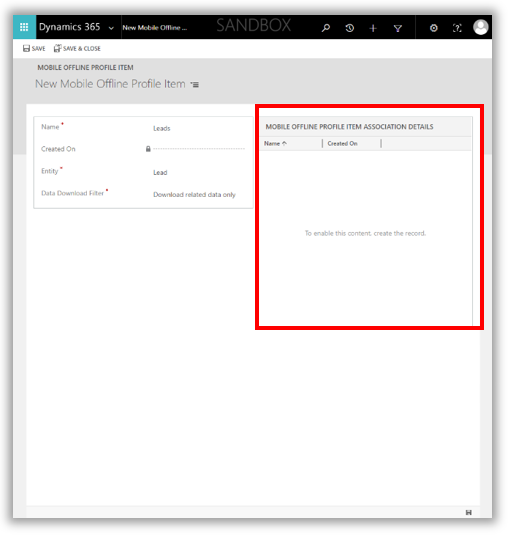 Dynamics 365 New Mobile Offline ... SANDBOX
SAVE SAVE & CLOSE
MOBILE OFFLINE PROFILE ITEM
New Mobile Offline Profile Item
Name * Leads
Created On
Entity * Lead
Data Download Filter * Download related data only
MOBILE OFFLINE PROFILE ITEM ASSOCIATION DETAILS
Name ↑ Created On
To enable this content, create the record.